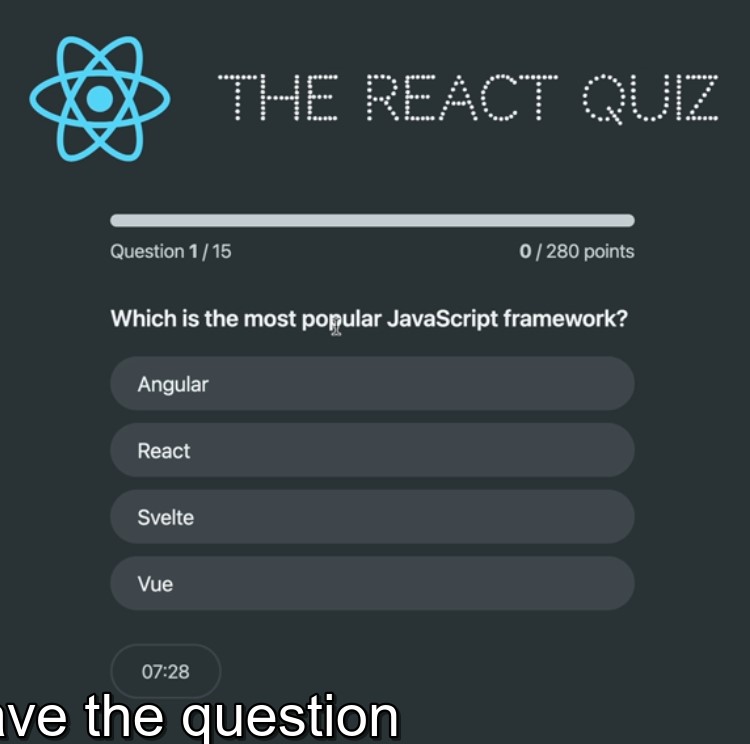 THE REACT QUIZ
Question 1 / 15
0 / 280 points
Which is the most popular JavaScript framework?
Angular
React
Svelte
Vue
07:28
the question